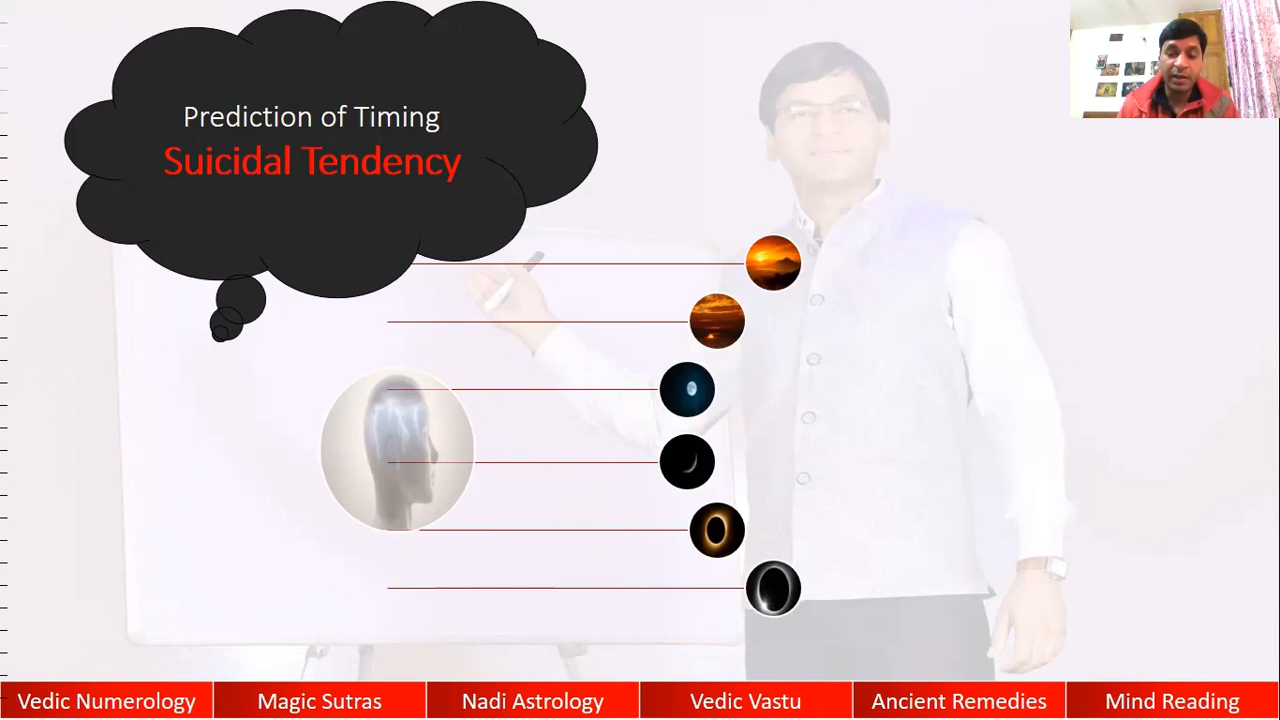 Prediction of Timing
Suicidal Tendency
Vedic Numerology
Magic Sutras
Nadi Astrology
Vedic Vastu
Ancient Remedies
Mind Reading